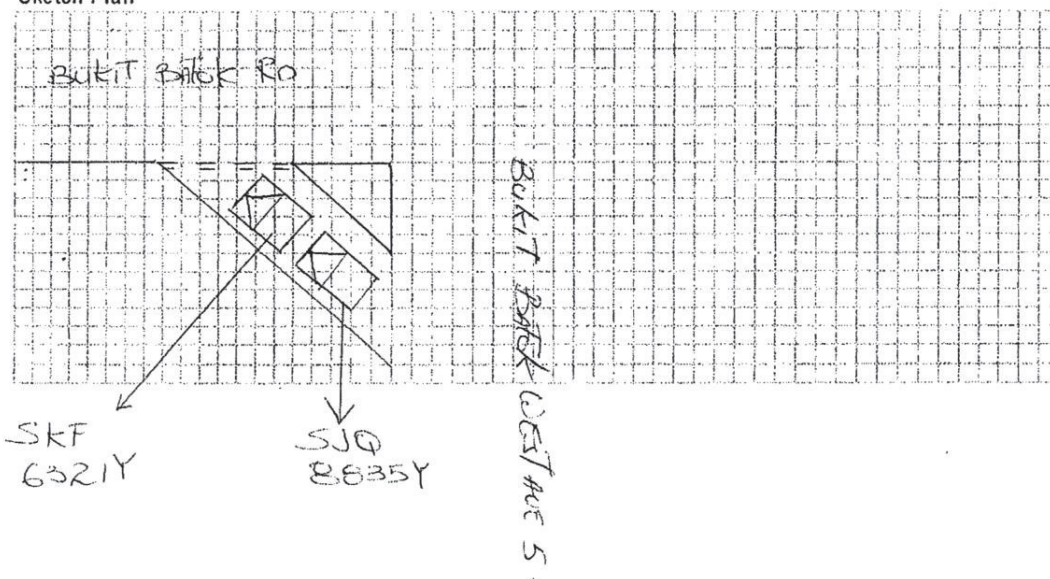 Sketch Plan
BUKIT BATOK RD
BUKIT BATOK WEST AVE 5
SKF
6321Y
SJQ
8835Y